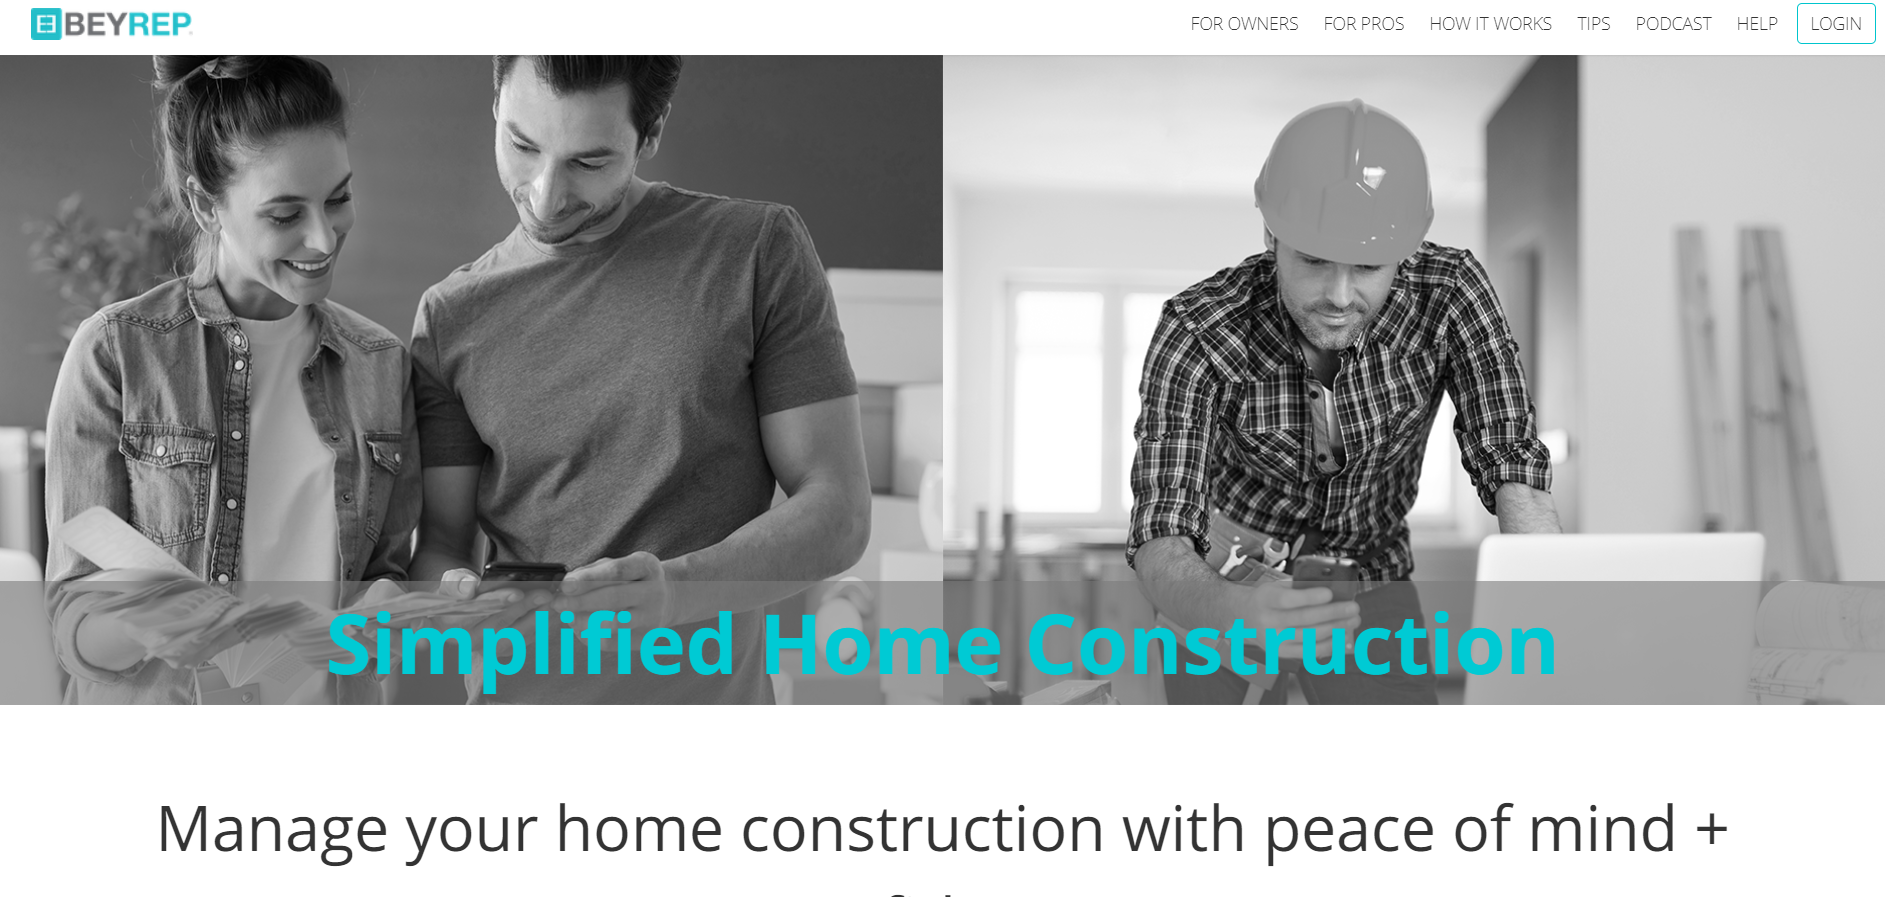 BEYREP
FOR OWNERS
FOR PROS
HOW IT WORKS
TIPS
PODCAST
HELP
LOGIN
Simplified Home Construction
Manage your home construction with peace of mind +